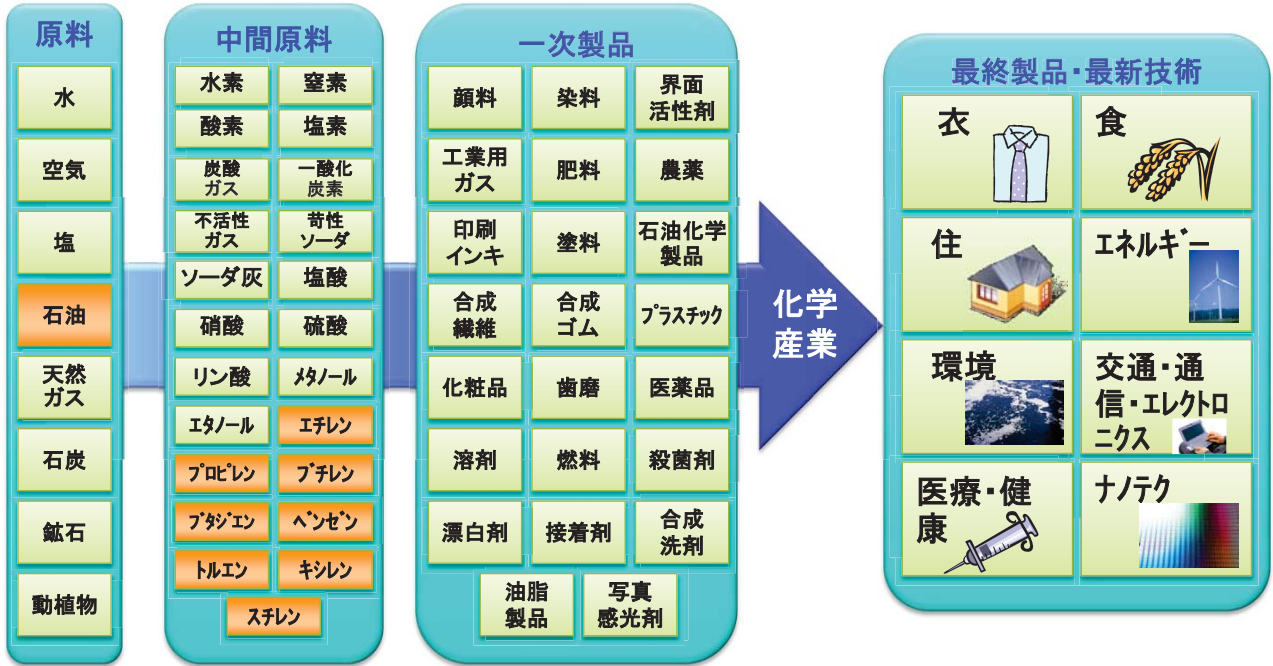 原料
水
空気
塩
石油
天然
ガス
石炭
鉱石
動植物
中間原料
水素
窒素
酸素
塩素
炭酸
ガス
一酸化
炭素
不活性
ガス
苛性
ソーダ
ソーダ灰
塩酸
硝酸
硫酸
リン酸
メタノール
エタノール
エチレン
プロピレン
ブチレン
ブタジエン
ベンゼン
トルエン
キシレン
スチレン
一次製品
顔料
染料
界面
活性剤
工業用
ガス
肥料
農薬
印刷
インキ
塗料
石油化学
製品
合成
繊維
合成
ゴム
プラスチック
化粧品
歯磨
医薬品
溶剤
燃料
殺菌剤
漂白剤
接着剤
合成
洗剤
油脂
製品
写真
感光剤
化学
産業
最終製品・最新技術
衣
食
住
エネルギー
環境
交通・通
信・エレクトロ
ニクス
医療・健
康
ナノテク